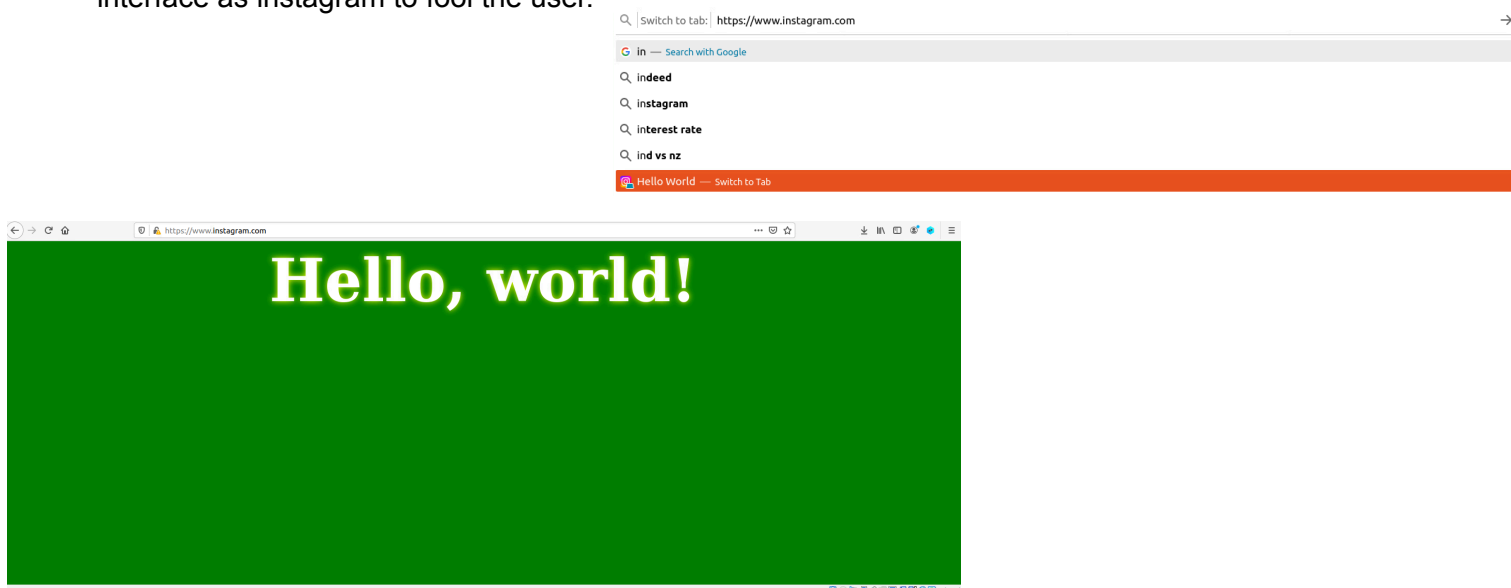 interface as instagram to fool the user.
Switch to tab: https://www.instagram.com
in — Search with Google
indeed
instagram
interest rate
ind vs nz
Hello World — Switch to Tab
https://www.instagram.com
Hello, world!